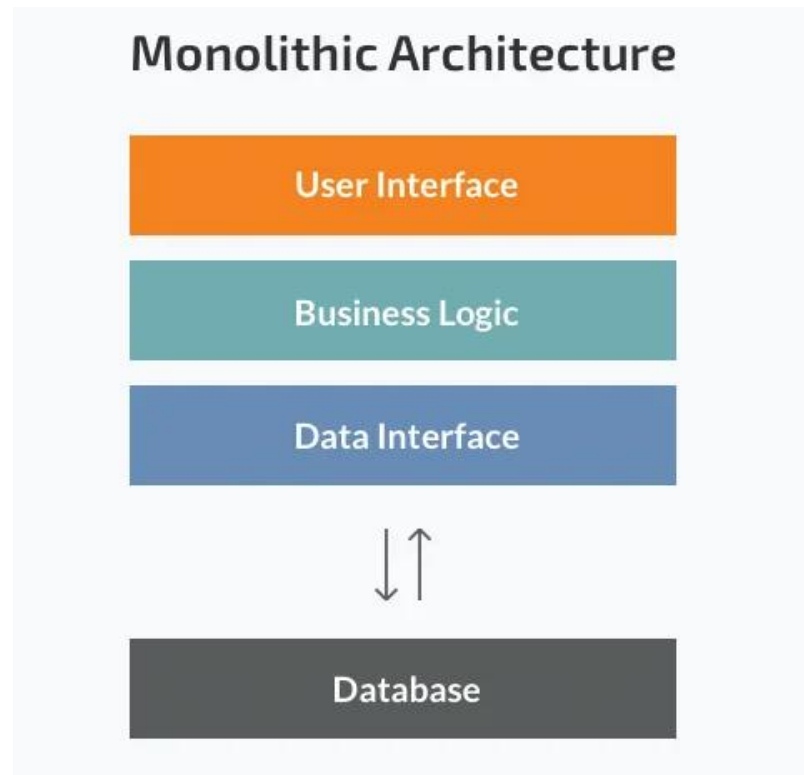 Monolithic Architecture
User Interface
Business Logic
Data Interface
Database